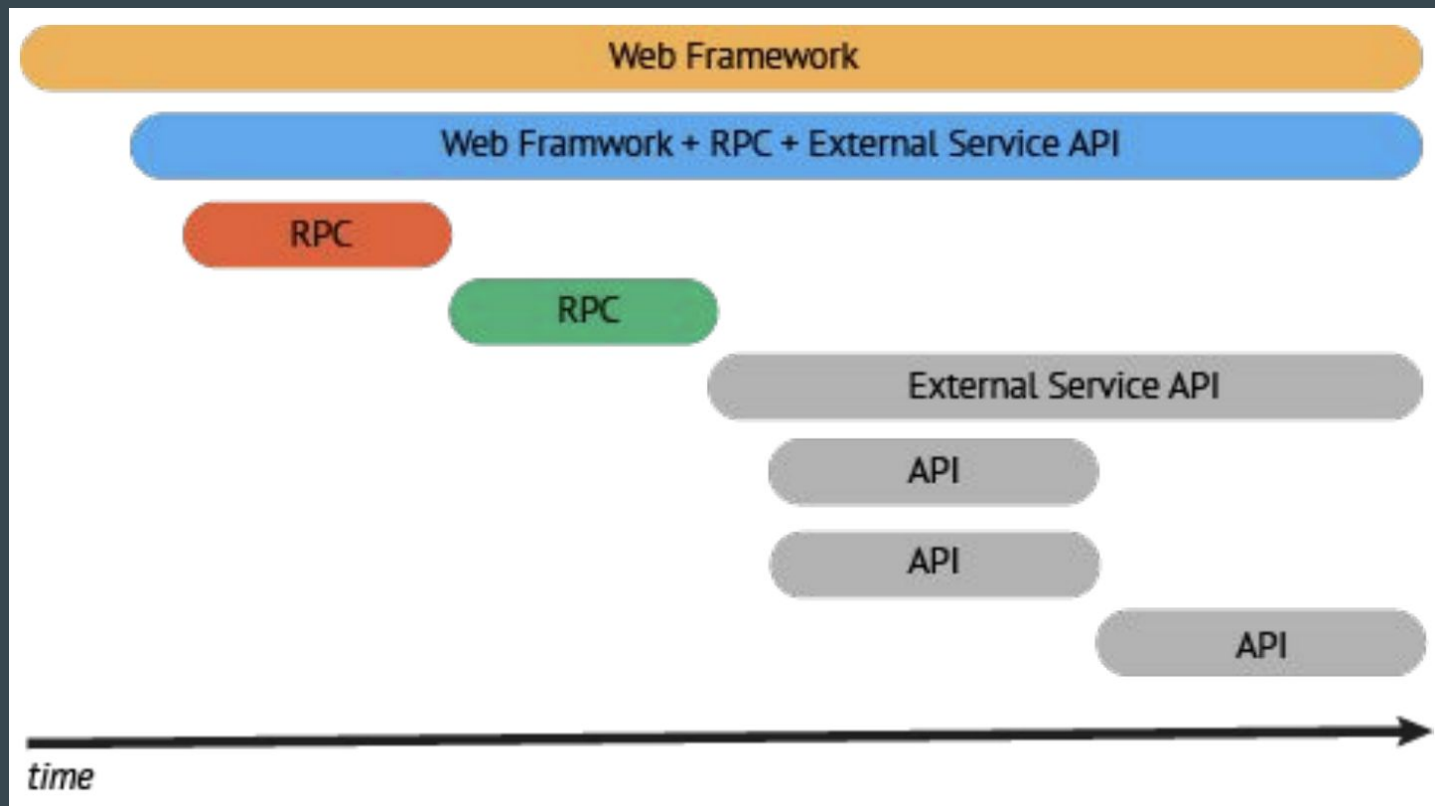 Web Framework
Web Framwork + RPC + External Service API
RPC
RPC
External Service API
API
API
API
time